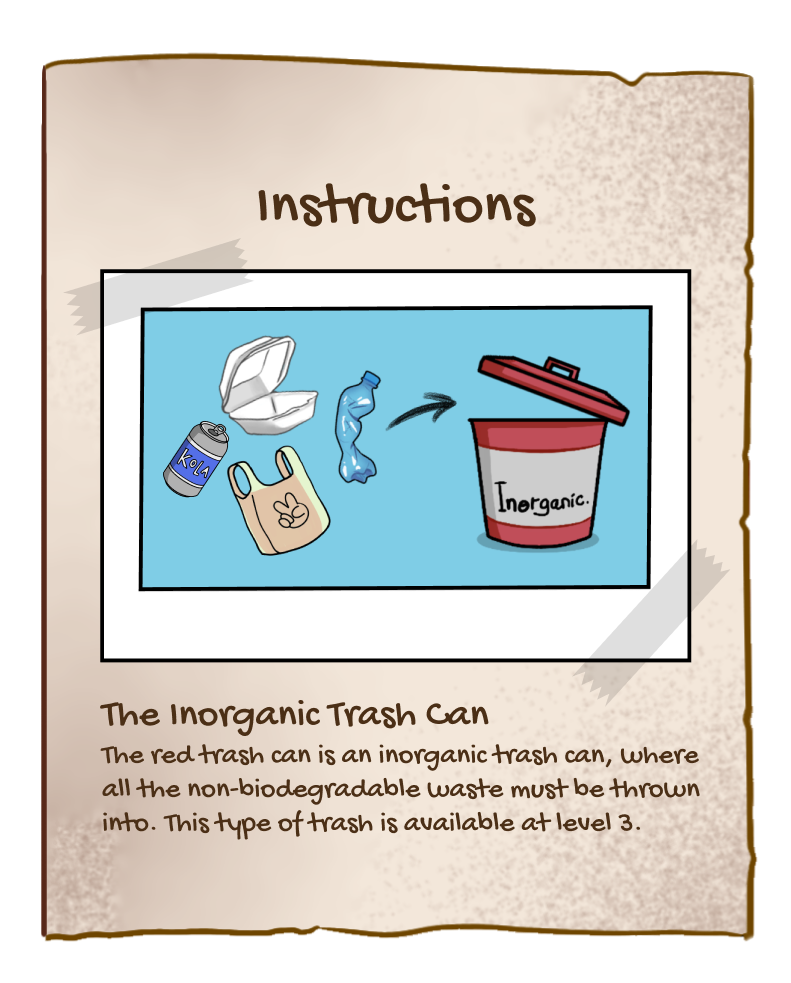 Instructions
KOLA
Inorganic.
The Inorganic Trash Can
The red trash can is an inorganic trash can, where
all the non-biodegradable waste must be thrown
into. This type of trash is available at level 3.